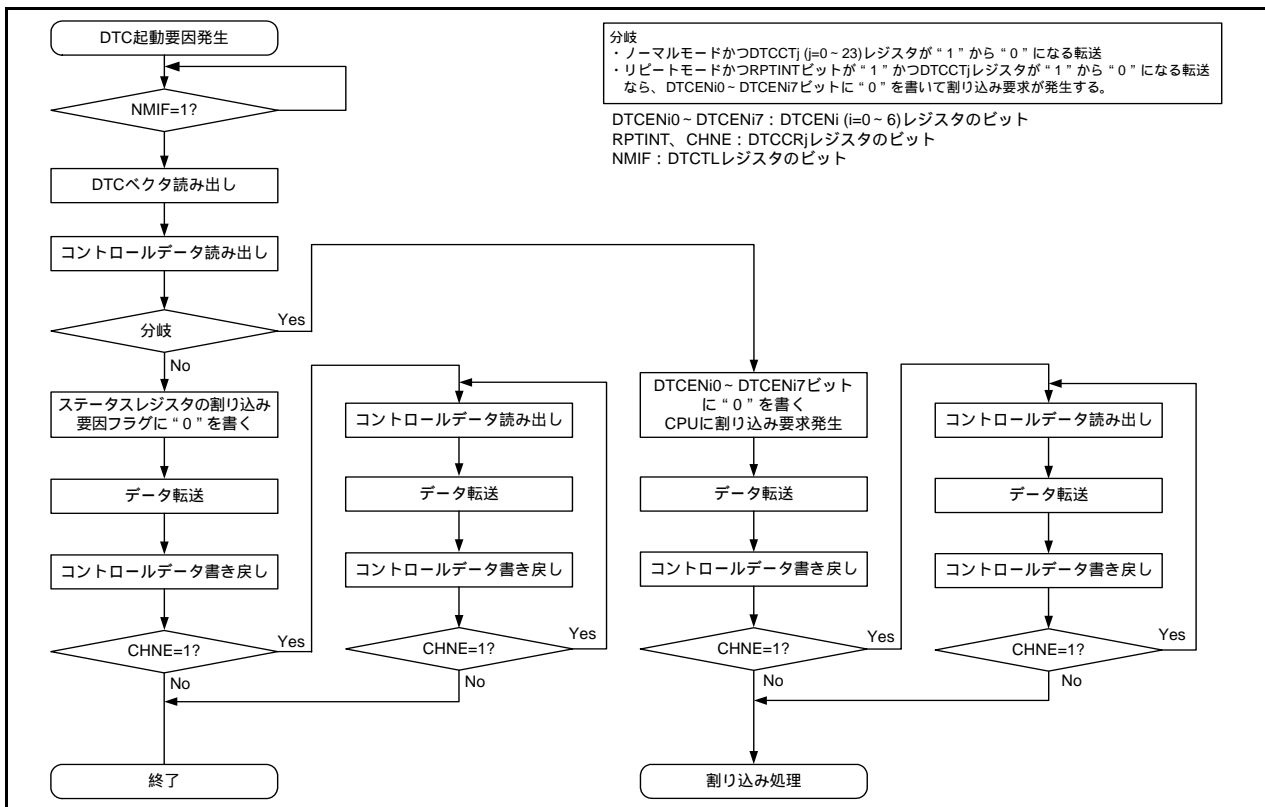 DTC起動要因発生
NMIF=1?
DTCベクタ読み出し
コントロールデータ読み出し
分岐
Yes
No
ステータスレジスタの割り込み
要因フラグに“0”を書く
データ転送
コントロールデータ書き戻し
CHNE=1?
Yes
No
終了
コントロールデータ読み出し
データ転送
コントロールデータ書き戻し
CHNE=1?
Yes
No
分岐
・ノーマルモードかつDTCCTj (j=0~23)レジスタが“1”から“0”になる転送
・リピートモードかつRPTINTビットが“1”かつDTCCTjレジスタが“1”から“0”になる転送
なら、DTCENi0~DTCENi7ビットに“0”を書いて割り込み要求が発生する。
DTCENi0~DTCENi7:DTCENi (i=0~6)レジスタのビット
RPTINT、CHNE:DTCCRjレジスタのビット
NMIF:DTCTLレジスタのビット
DTCENi0~DTCENi7ビット
に“0”を書く
CPUに割り込み要求発生
データ転送
コントロールデータ書き戻し
CHNE=1?
Yes
No
割り込み処理
コントロールデータ読み出し
データ転送
コントロールデータ書き戻し
CHNE=1?
Yes
No